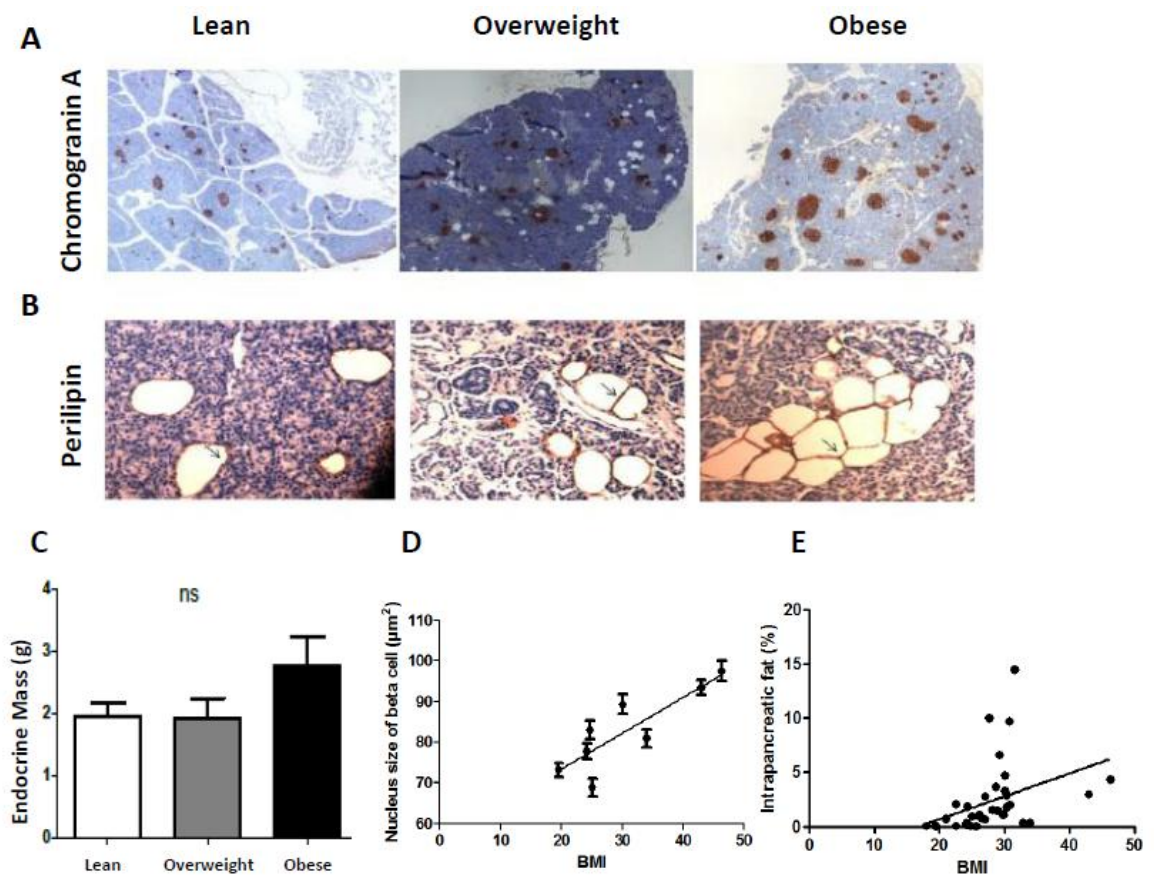 A
Lean
Overweight
Obese
Chromogranin A
B
Perilipin
C
D
E
ns
Endocrine Mass (g)
4
3
2
1
0
Lean
Overweight
Obese
Nucleus size of beta cell (µm²)
110
100
90
80
70
60
0
10
20
30
40
50
BMI
Intrapancreatic fat (%)
20
15
10
5
0
0
10
20
30
40
50
BMI